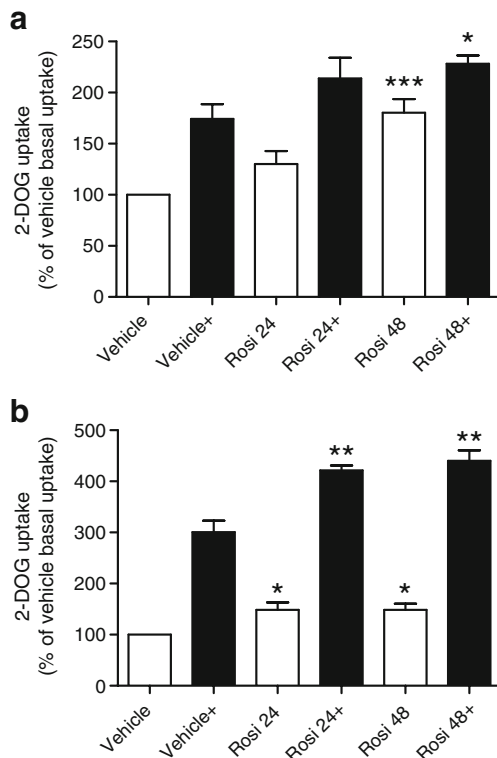 a
2-DOG uptake
(% of vehicle basal uptake)
250
200
150
100
50
0
***
*
Vehicle
Vehicle+
Rosi 24
Rosi 24+
Rosi 48
Rosi 48+
b
2-DOG uptake
(% of vehicle basal uptake)
500
400
300
200
100
0
*
**
*
**
Vehicle
Vehicle+
Rosi 24
Rosi 24+
Rosi 48
Rosi 48+